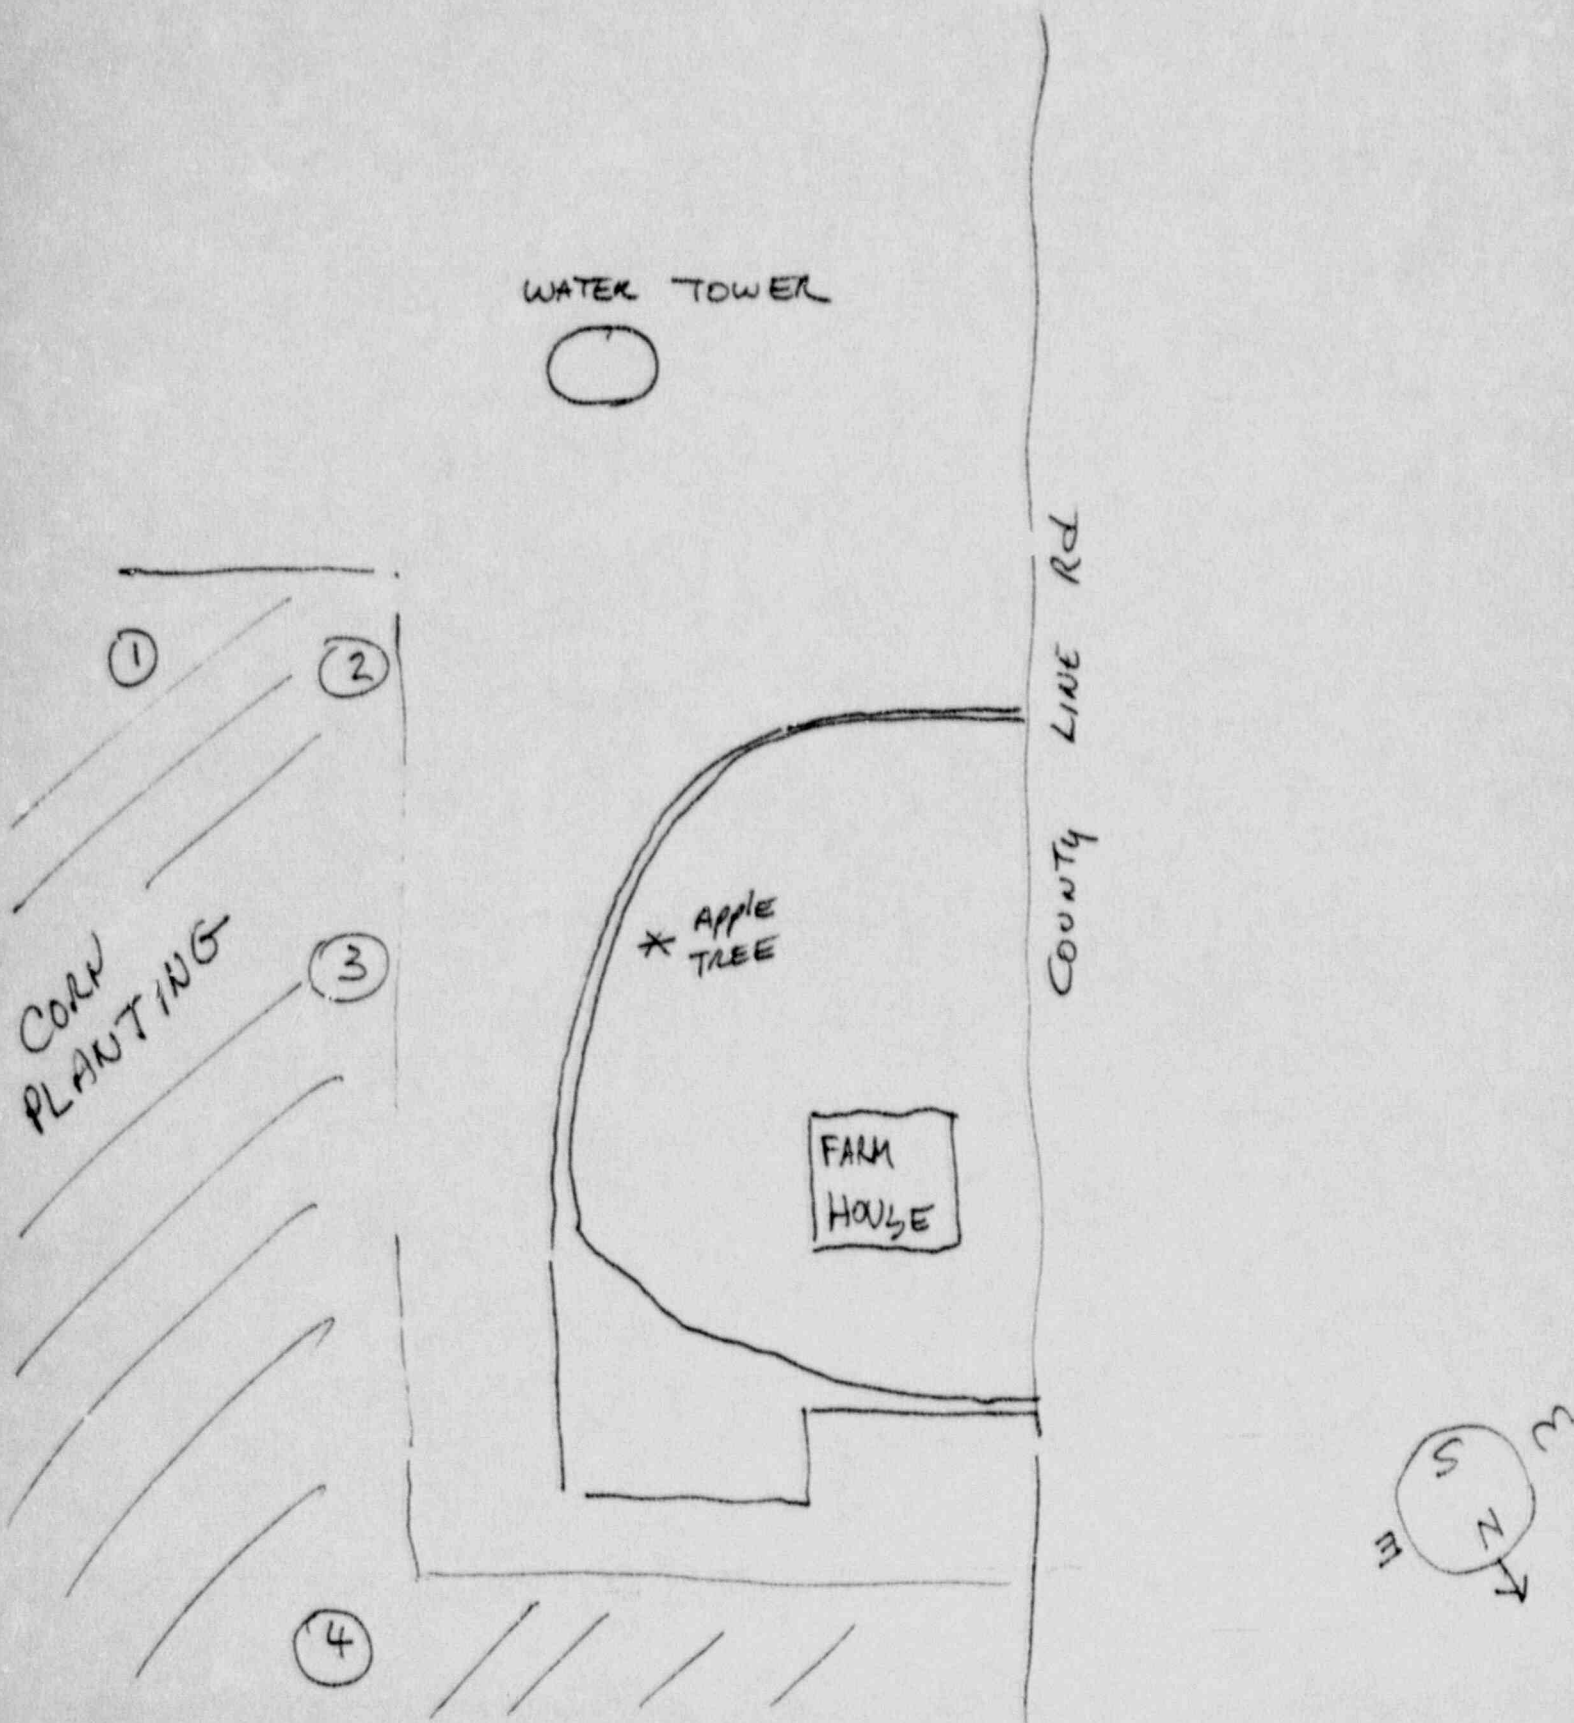 WATER TOWER
1
2
COUNTY LINE Rd
APPlE
TREE
3
CORN
PLANTING
FARM
HOUSE
S
W
E
N
4